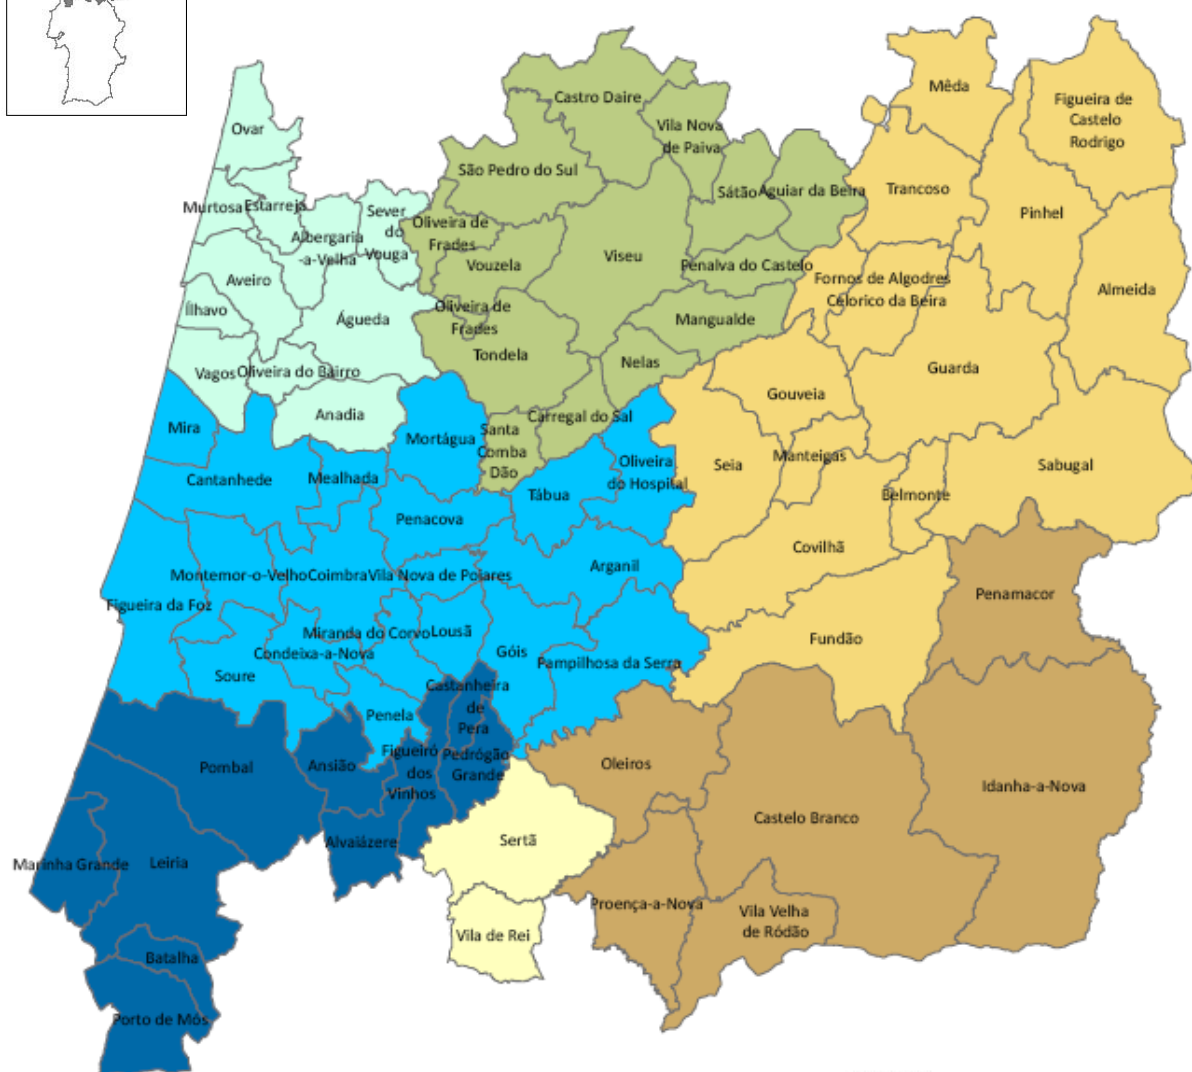 Mêda
Figueira de
Castelo
Rodrigo
Castro Daire
Ovar
Vila Nova
de Paiva
São Pedro do Sul
Sátão
Aguiar da Beira
Trancoso
Pinhel
Murtosa
Estarreja
Sever
do
Vouga
Albergaria
-a-Velha
Oliveira de
Frades
Vouzela
Viseu
Penalva do Castelo
Fornos de Algodres
Celorico da Beira
Almeida
Aveiro
Ílhavo
Águeda
Oliveira de
Frades
Mangualde
Tondela
Nelas
Guarda
Vagos
Oliveira do Bairro
Gouveia
Anadia
Carregal do Sal
Mira
Mortágua
Santa
Comba
Dão
Manteigas
Seia
Sabugal
Oliveira
do Hospital
Cantanhede
Mealhada
Tábua
Belmonte
Penacova
Covilhã
Arganil
Montemor-o-Velho
Coimbra
Vila Nova de Poiares
Penamacor
Figueira da Foz
Miranda do Corvo
Lousã
Fundão
Condeixa-a-Nova
Góis
Pampilhosa da Serra
Soure
Castanheira
de
Pera
Penela
Figueiró
dos
Vinhos
Pedrógão
Grande
Pombal
Ansião
Oleiros
Idanha-a-Nova
Castelo Branco
Alvaiázere
Sertã
Marinha Grande
Leiria
Proença-a-Nova
Vila Velha
de Ródão
Vila de Rei
Batalha
Porto de Mós